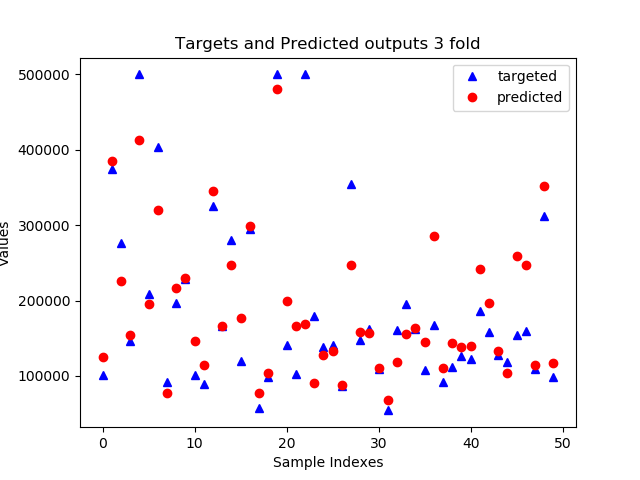 Targets and Predicted outputs 3 fold
targeted
predicted
500000
400000
300000
200000
100000
Values
0 10 20 30 40 50
Sample Indexes